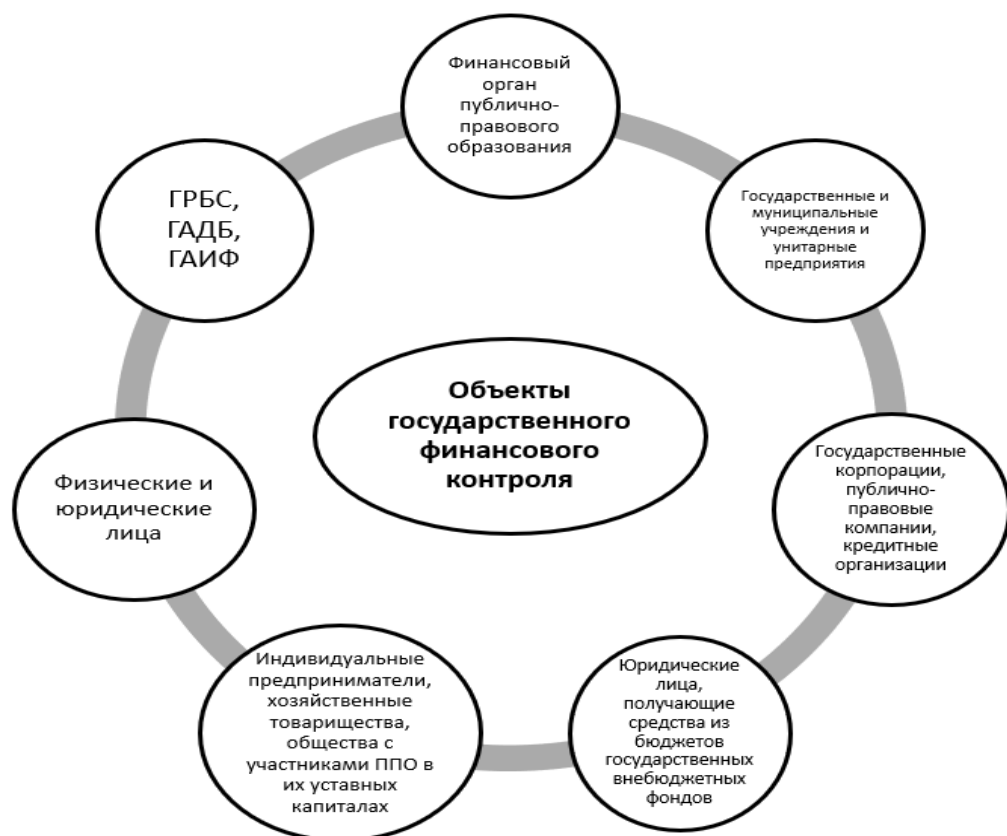 Финансовый
орган
публично-
правового
образования
Государственные и
муниципальные
учреждения и
унитарные
предприятия
Государственные
корпорации,
публично-
правовые
компании,
кредитные
организации
Юридические
лица,
получающие
средства из
бюджетов
государственных
внебюджетных
фондов
Индивидуальные
предприниматели,
хозяйственные
товарищества,
общества с
участниками ППО в
их уставных
капиталах
Физические и
юридические
лица
ГРБС,
ГАДБ,
ГАИФ
Объекты
государственного
финансового
контроля